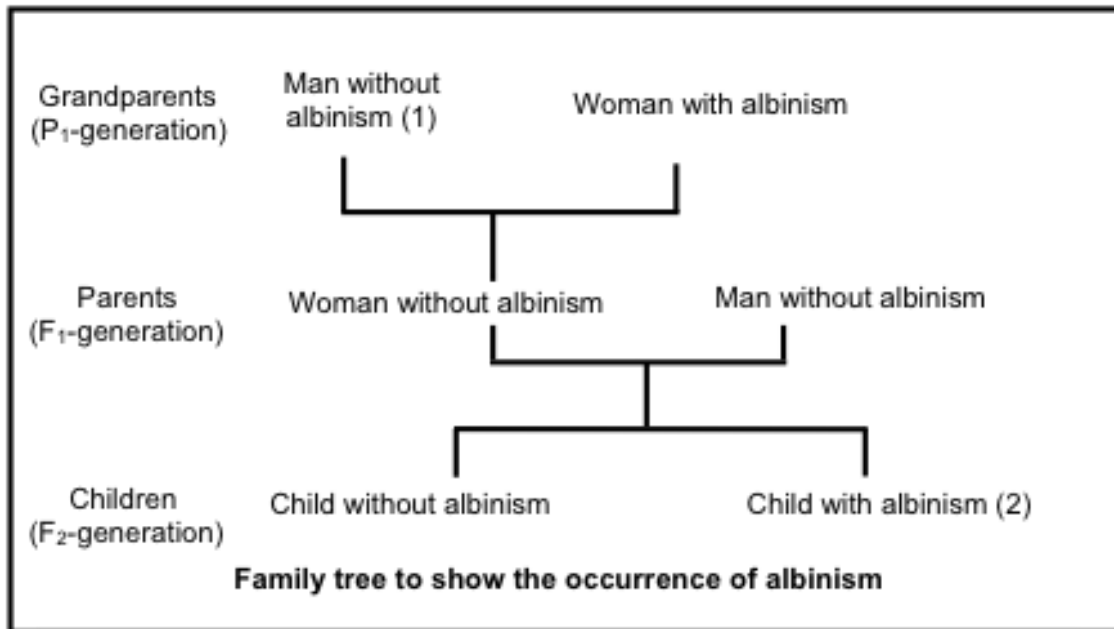 Grandparents
(P₁-generation)
Man without
albinism (1)
Woman with albinism
Parents
(F₁-generation)
Woman without albinism
Man without albinism
Children
(F₂-generation)
Child without albinism
Child with albinism (2)
Family tree to show the occurrence of albinism